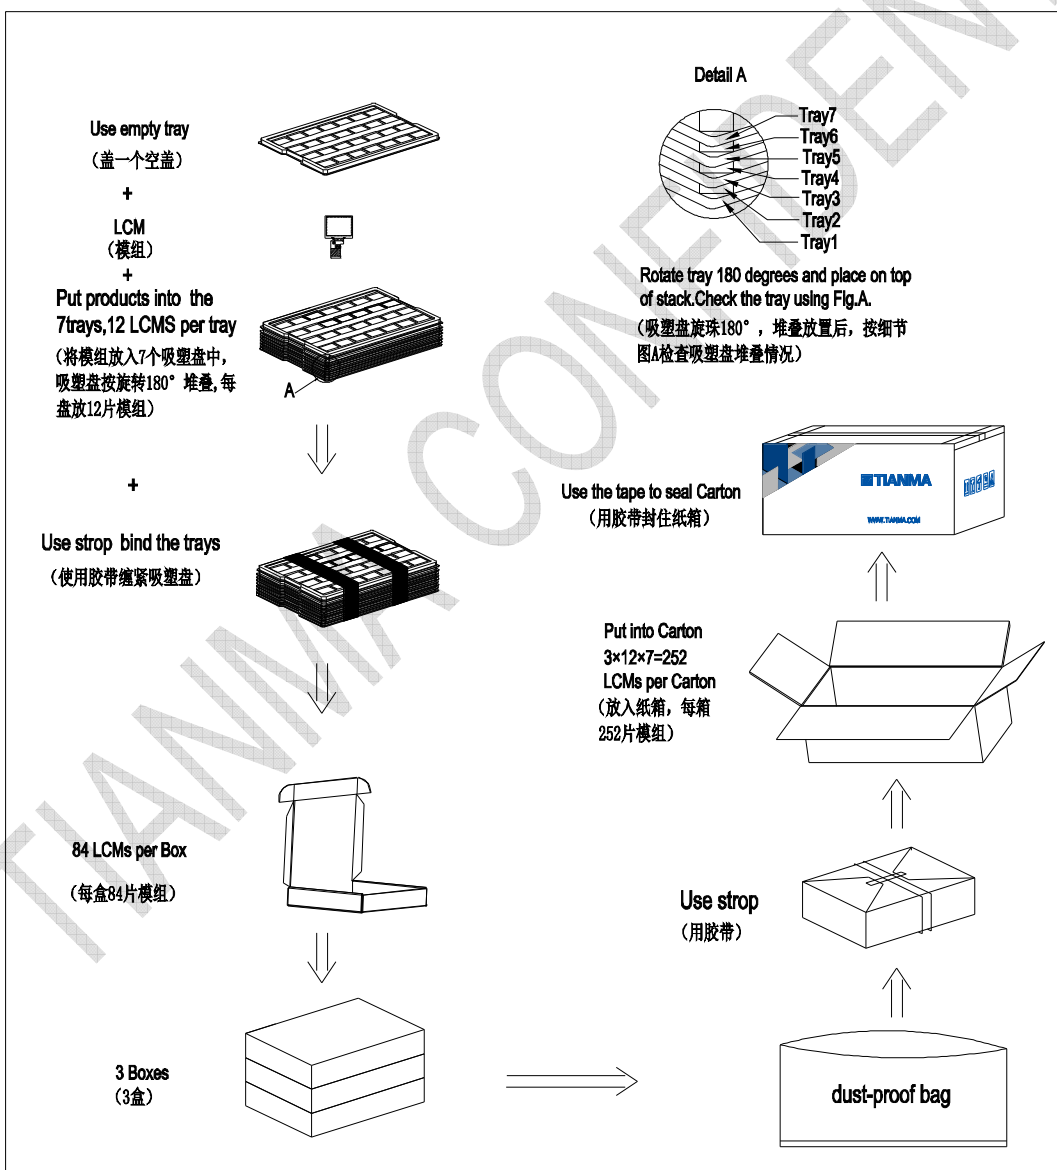 Use empty tray
（盖一个空盖）
+
LCM
（模组）
+
Put products into the
7trays,12 LCMS per tray
（将模组放入7个吸塑盘中，
吸塑盘按旋转180°堆叠,每
盘放12片模组）
A
+
Use strop bind the trays
（使用胶带缠紧吸塑盘）
84 LCMs per Box
（每盒84片模组）
3 Boxes
（3盒）
Detail A
Tray7
Tray6
Tray5
Tray4
Tray3
Tray2
Tray1
Rotate tray 180 degrees and place on top
of stack.Check the tray using Fig.A.
（吸塑盘旋珠180°，堆叠放置后，按细节
图A检查吸塑盘堆叠情况）
TIANMA
WWW.TIANMA.COM
Use the tape to seal Carton
（用胶带封住纸箱）
Put into Carton
3×12×7=252
LCMs per Carton
（放入纸箱，每箱
252片模组）
Use strop
（用胶带）
dust-proof bag
TIANMA CONFIDEN